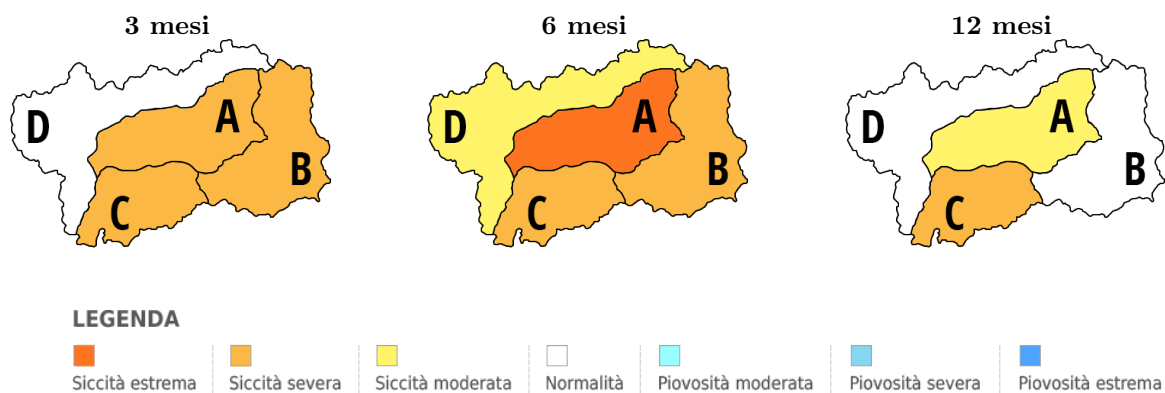 3 mesi 6 mesi 12 mesi
A
D
B
C
A
D
B
C
A
D
B
C
LEGENDA
Siccità estrema Siccità severa Siccità moderata Normalità Piovosità moderata Piovosità severa Piovosità estrema